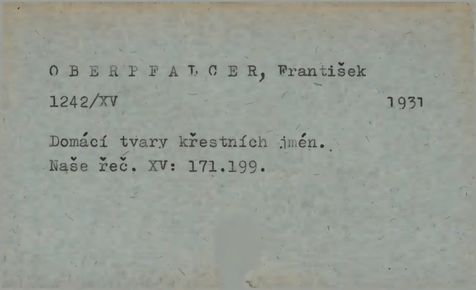 O B E R P F A L C E R, František
1242/XV 1931
Domácí tvary křestních jmén.
Naše řeč. XV: 171.199.